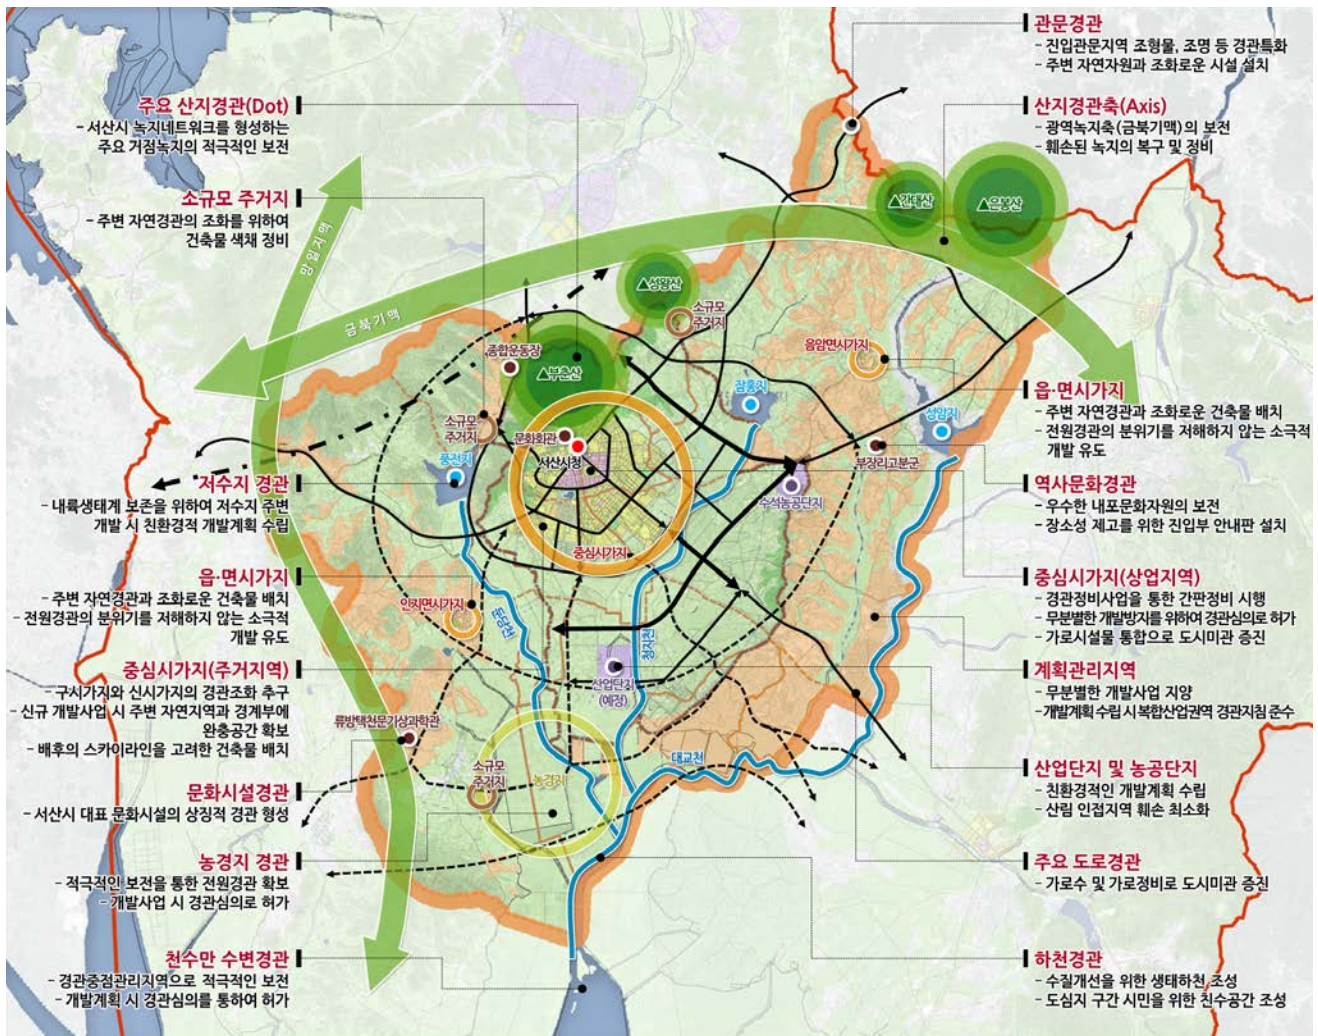 주요 산지경관(Dot)
- 서산시 녹지네트워크를 형성하는
주요 거점녹지의 적극적인 보전
소규모 주거지
- 주변 자연경관의 조화를 위하여
건축물 색채 정비
저수지 경관
- 내륙생태계 보존을 위하여 저수지 주변
개발 시 친환경적 개발계획 수립
읍·면시가지
- 주변 자연경관과 조화로운 건축물 배치
- 전원경관의 분위기를 저해하지 않는 소극적
개발 유도
중심시가지(주거지역)
- 구시가지와 신시가지의 경관조화 추구
- 신규 개발사업 시 주변 자연지역과 경계부에
완충공간 확보
- 배후의 스카이라인을 고려한 건축물 배치
문화시설경관
- 서산시 대표 문화시설의 상징적 경관 형성
농경지 경관
- 적극적인 보전을 통한 전원경관 확보
- 개발사업 시 경관심의로 허가
천수만 수변경관
- 경관중점관리지역으로 적극적인 보전
- 개발계획 시 경관심의를 통하여 허가
망일지맥
금북기맥
▲간대산
▲은봉산
▲성왕산
소규모
주거지
종합운동장
▲부춘산
음암면시가지
잠홍지
성암지
소규모
주거지
문화회관
서산시청
풍전지
부장리고분군
수석농공단지
중심시가지
인지면시가지
둔당천
청지천
산업단지
(예정)
류방택천문기상과학관
소규모
주거지
농경지
대교천
관문경관
- 진입관문지역 조형물, 조명 등 경관특화
- 주변 자연자원과 조화로운 시설 설치
산지경관축(Axis)
- 광역녹지축(금북기맥)의 보전
- 훼손된 녹지의 복구 및 정비
읍·면시가지
- 주변 자연경관과 조화로운 건축물 배치
- 전원경관의 분위기를 저해하지 않는 소극적
개발 유도
역사문화경관
- 우수한 내포문화자원의 보전
- 장소성 제고를 위한 진입부 안내판 설치
중심시가지(상업지역)
- 경관정비사업을 통한 간판정비 시행
- 무분별한 개발방지를 위하여 경관심의로 허가
- 가로시설물 통합으로 도시미관 증진
계획관리지역
- 무분별한 개발사업 지양
- 개발계획 수립 시 복합산업권역 경관지침 준수
산업단지 및 농공단지
- 친환경적인 개발계획 수립
- 산림 인접지역 훼손 최소화
주요 도로경관
- 가로수 및 가로정비로 도시미관 증진
하천경관
- 수질개선을 위한 생태하천 조성
- 도심지 구간 시민을 위한 친수공간 조성